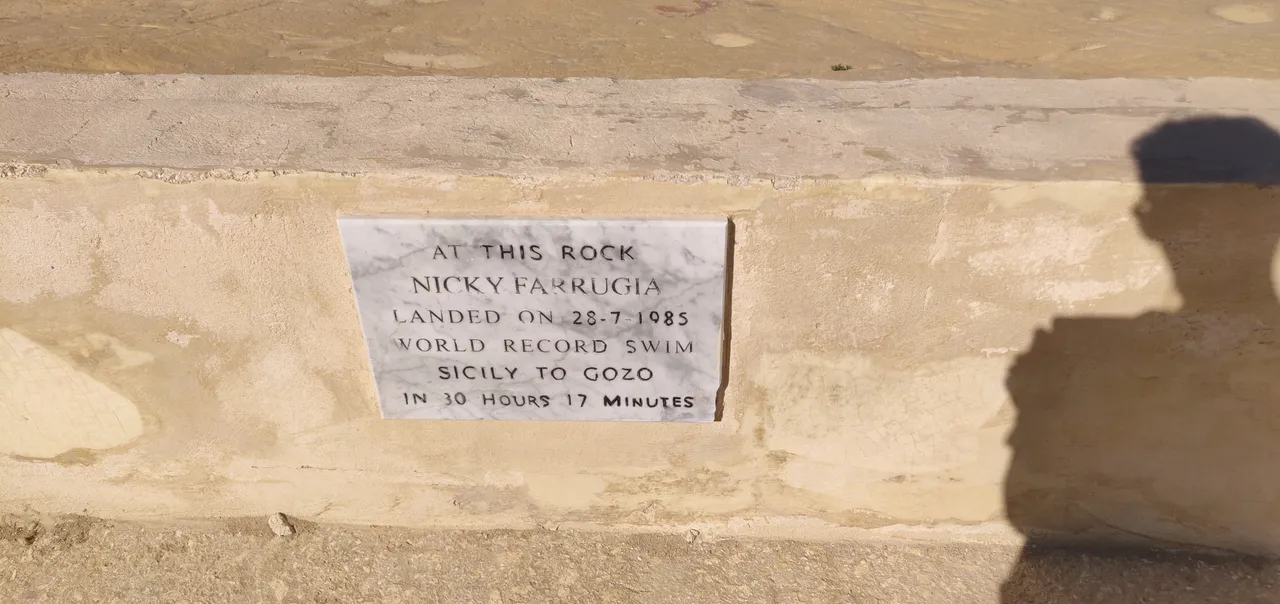 AT THIS ROCK
NICKY FARRUGIA
LANDED ON 28-7-1985
WORLD RECORD SWIM
SICILY TO GOZO
IN 30 HOURS 17 MINUTES